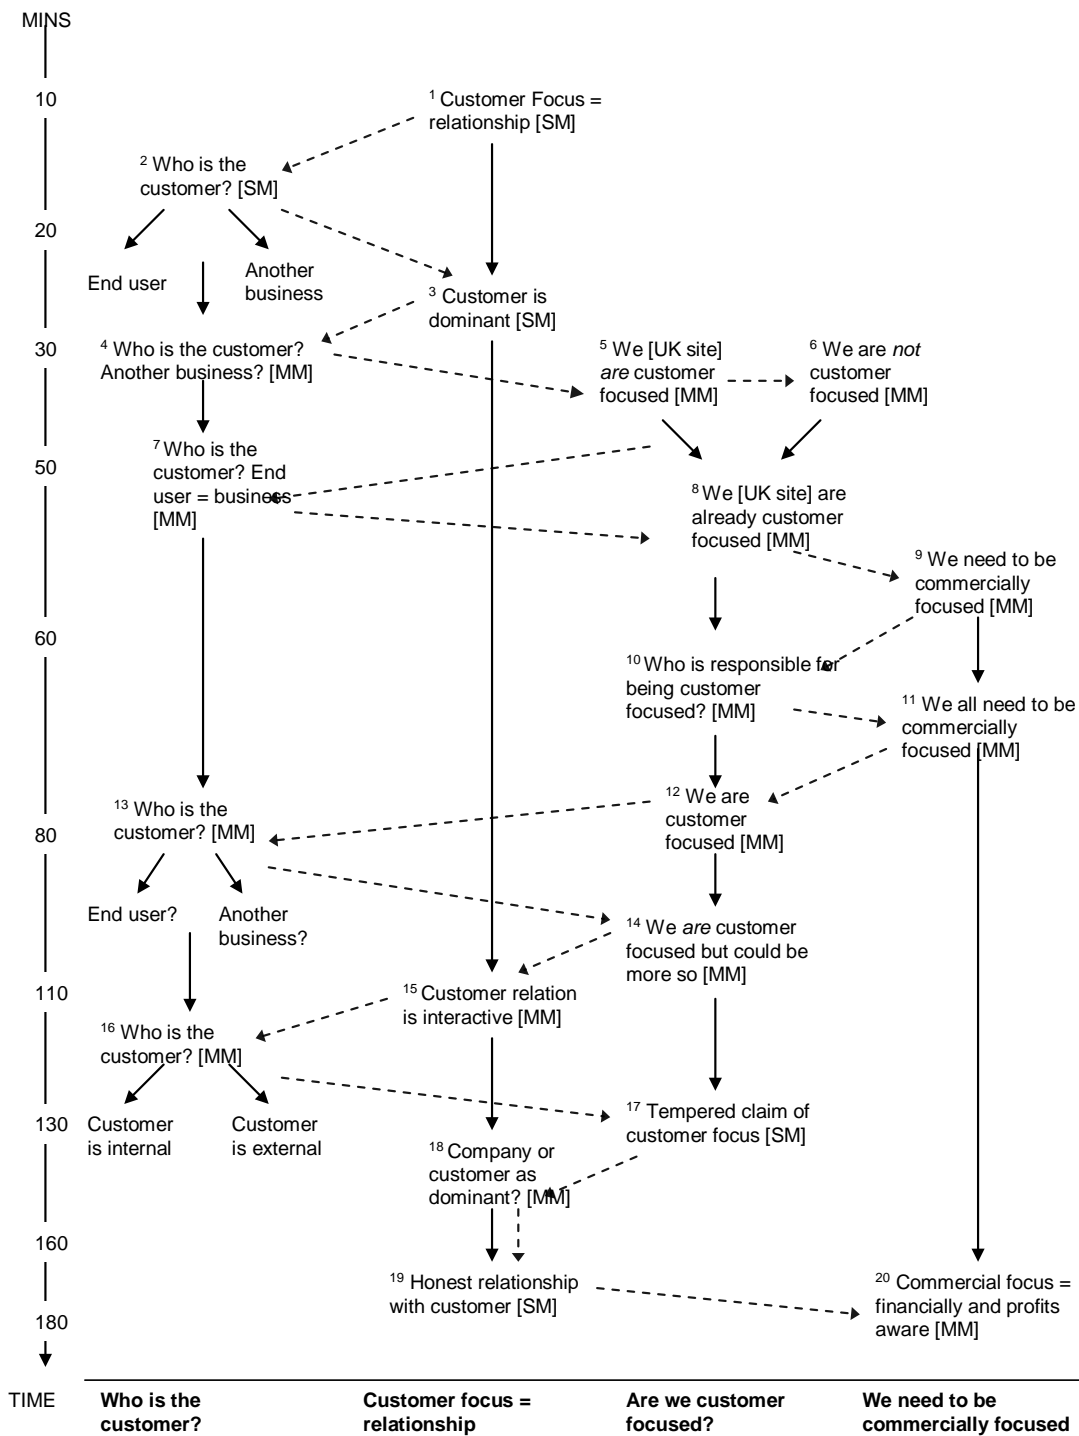 MINS
10
1 Customer Focus =
relationship [SM]
2 Who is the
customer? [SM]
20
End user
Another
business
3 Customer is
dominant [SM]
30
4 Who is the customer?
Another business? [MM]
5 We [UK site]
are customer
focused [MM]
6 We are not
customer
focused [MM]
7 Who is the
customer? End
user = business
[MM]
50
8 We [UK site] are
already customer
focused [MM]
9 We need to be
commercially
focused [MM]
60
10 Who is responsible for
being customer
focused? [MM]
11 We all need to be
commercially
focused [MM]
12 We are
customer
focused [MM]
13 Who is the
customer? [MM]
80
End user?
Another
business?
14 We are customer
focused but could be
more so [MM]
110
15 Customer relation
is interactive [MM]
16 Who is the
customer? [MM]
130
Customer
is internal
Customer
is external
17 Tempered claim of
customer focus [SM]
18 Company or
customer as
dominant? [MM]
160
19 Honest relationship
with customer [SM]
20 Commercial focus =
financially and profits
aware [MM]
180
TIME
Who is the
customer?
Customer focus =
relationship
Are we customer
focused?
We need to be
commercially focused